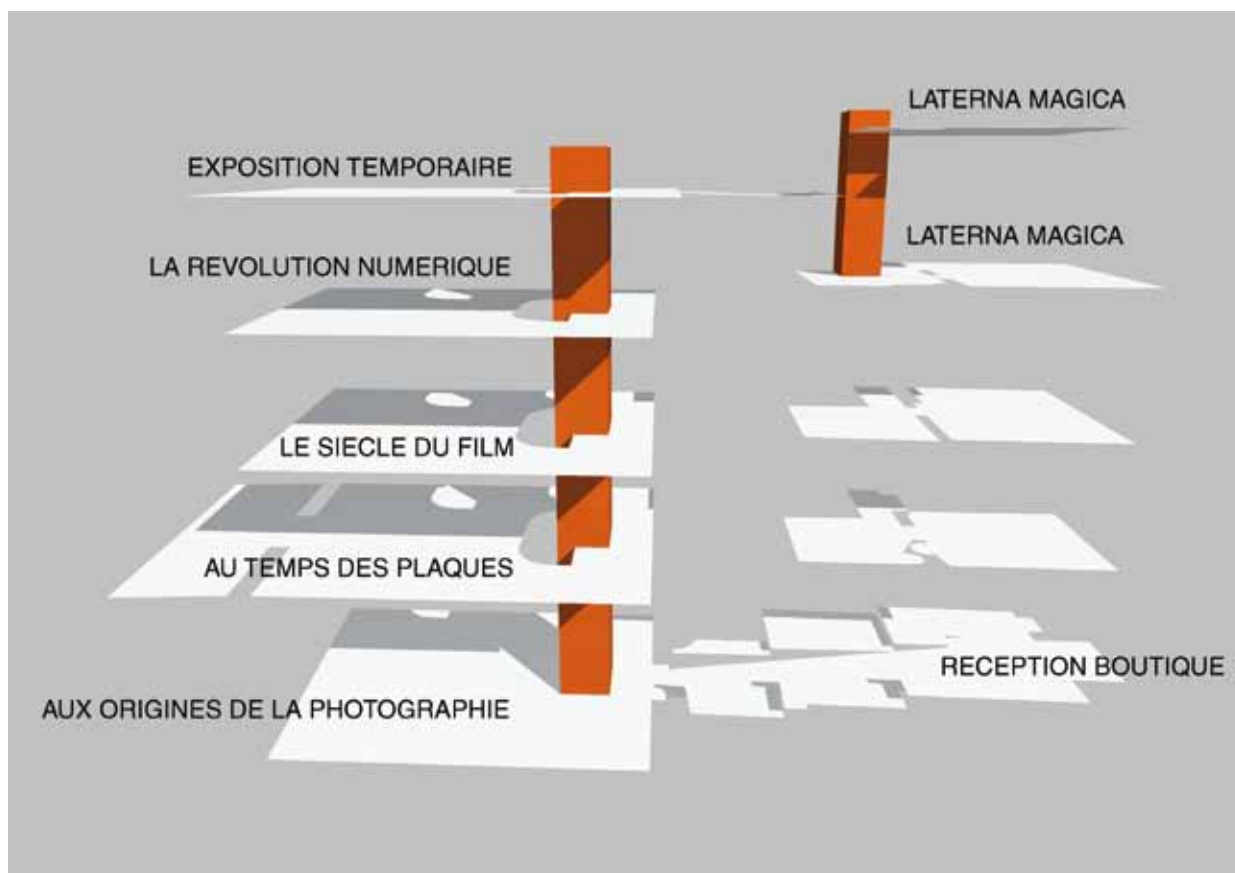 LATERNA MAGICA
EXPOSITION TEMPORAIRE
LATERNA MAGICA
LA REVOLUTION NUMERIQUE
LE SIECLE DU FILM
AU TEMPS DES PLAQUES
RECEPTION BOUTIQUE
AUX ORIGINES DE LA PHOTOGRAPHIE